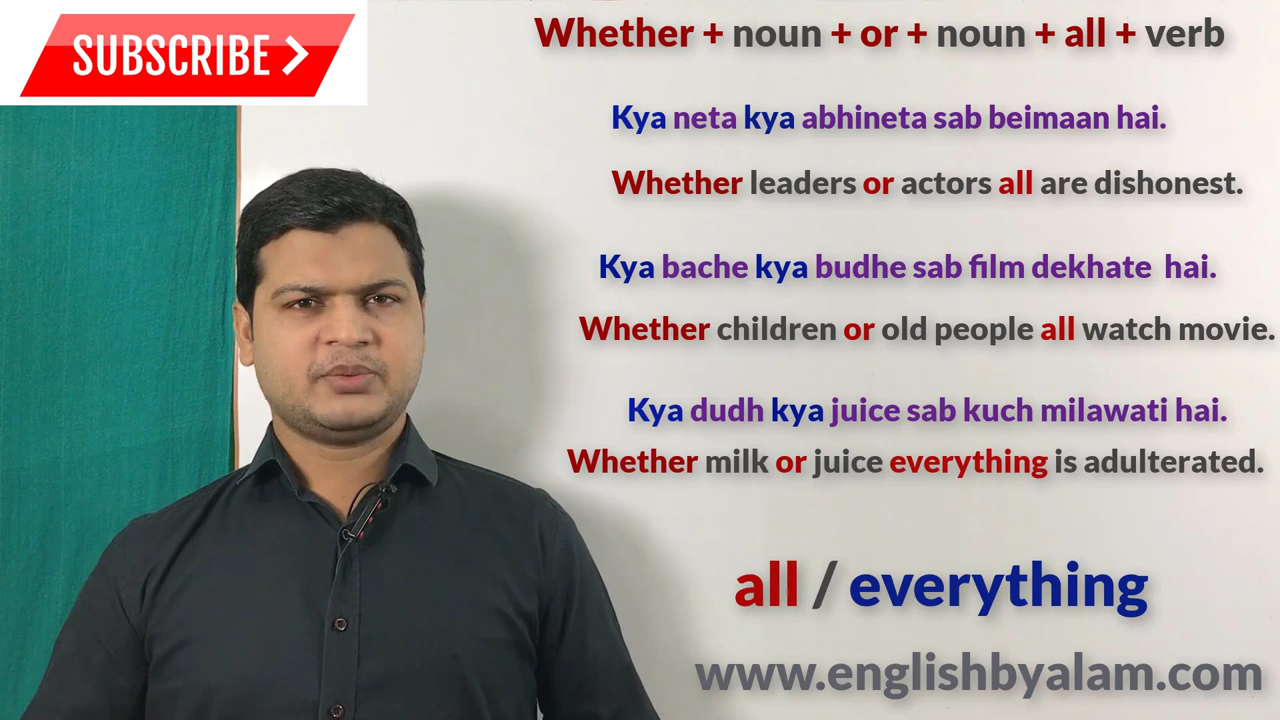 SUBSCRIBE
Whether + noun + or + noun + all + verb
Kya neta kya abhineta sab beimaan hai.
Whether leaders or actors all are dishonest.
Kya bache kya budhe sab film dekhate hai.
Whether children or old people all watch movie.
Kya dudh kya juice sab kuch milawati hai.
Whether milk or juice everything is adulterated.
all / everything
www.englishbyalam.com